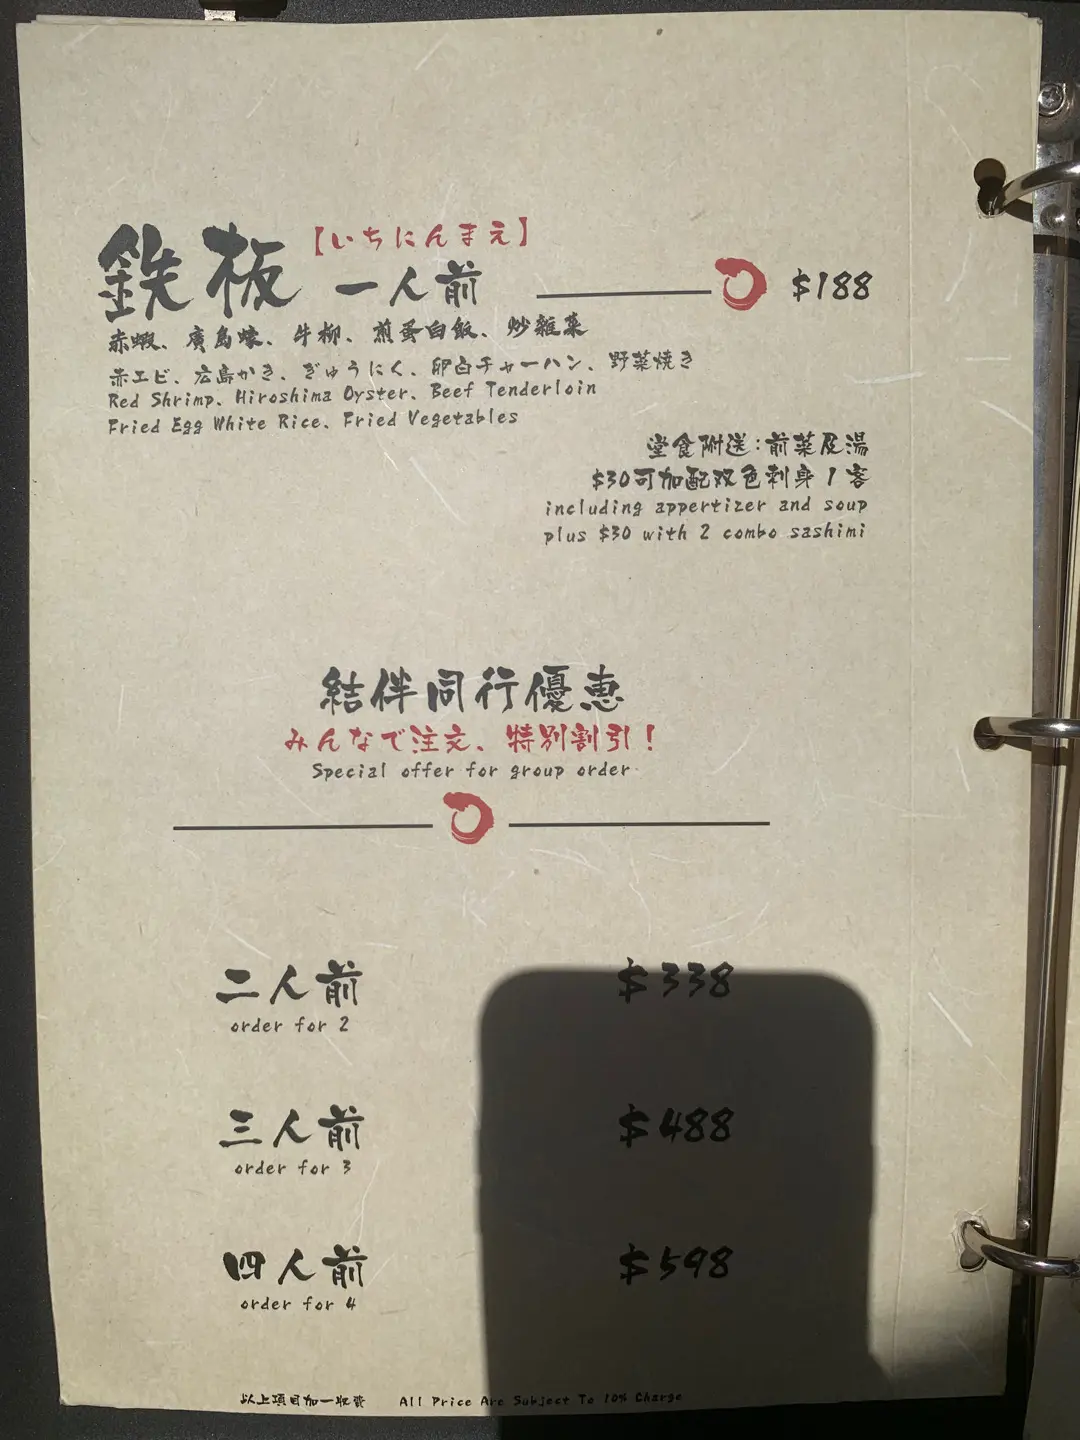 鉄板
【いちにんまえ】
一人前
$188
赤蝦、廣島蠔、牛柳、煎蛋白飯、炒雜菜
赤エビ、広島かき、ぎゅうにく、卵白チャーハン、野菜焼き
Red Shrimp、Hiroshima Oyster、Beef Tenderloin
Fried Egg White Rice、Fried Vegetables
堂食附送:前菜及湯
$30可加配双色刺身1客
including appertizer and soup
plus $30 with 2 combo sashimi
結伴同行優惠
みんなで注文、特別割引！
Special offer for group order
二人前 $338
order for 2
三人前 $488
order for 3
四人前 $598
order for 4
以上項目加一收費 All Price Are Subject To 10% Charge